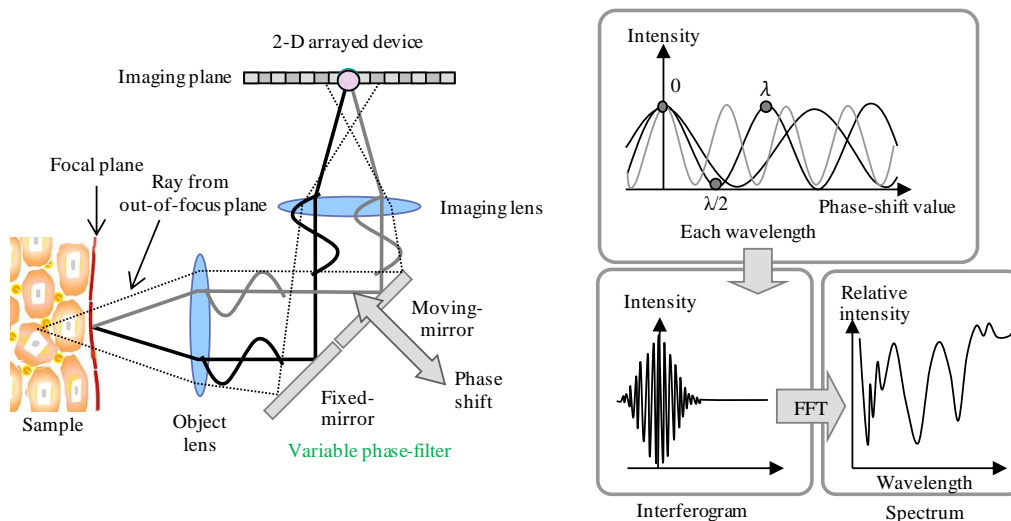 2-D arrayed device
Imaging plane
Focal plane
Ray from
out-of-focus plane
Imaging lens
Moving-
mirror
Phase
shift
Fixed-
mirror
Object
lens
Sample
Variable phase-filter
Intensity
0
λ
λ/2
Phase-shift value
Each wavelength
Intensity
Interferogram
FFT
Relative
intensity
Wavelength
Spectrum